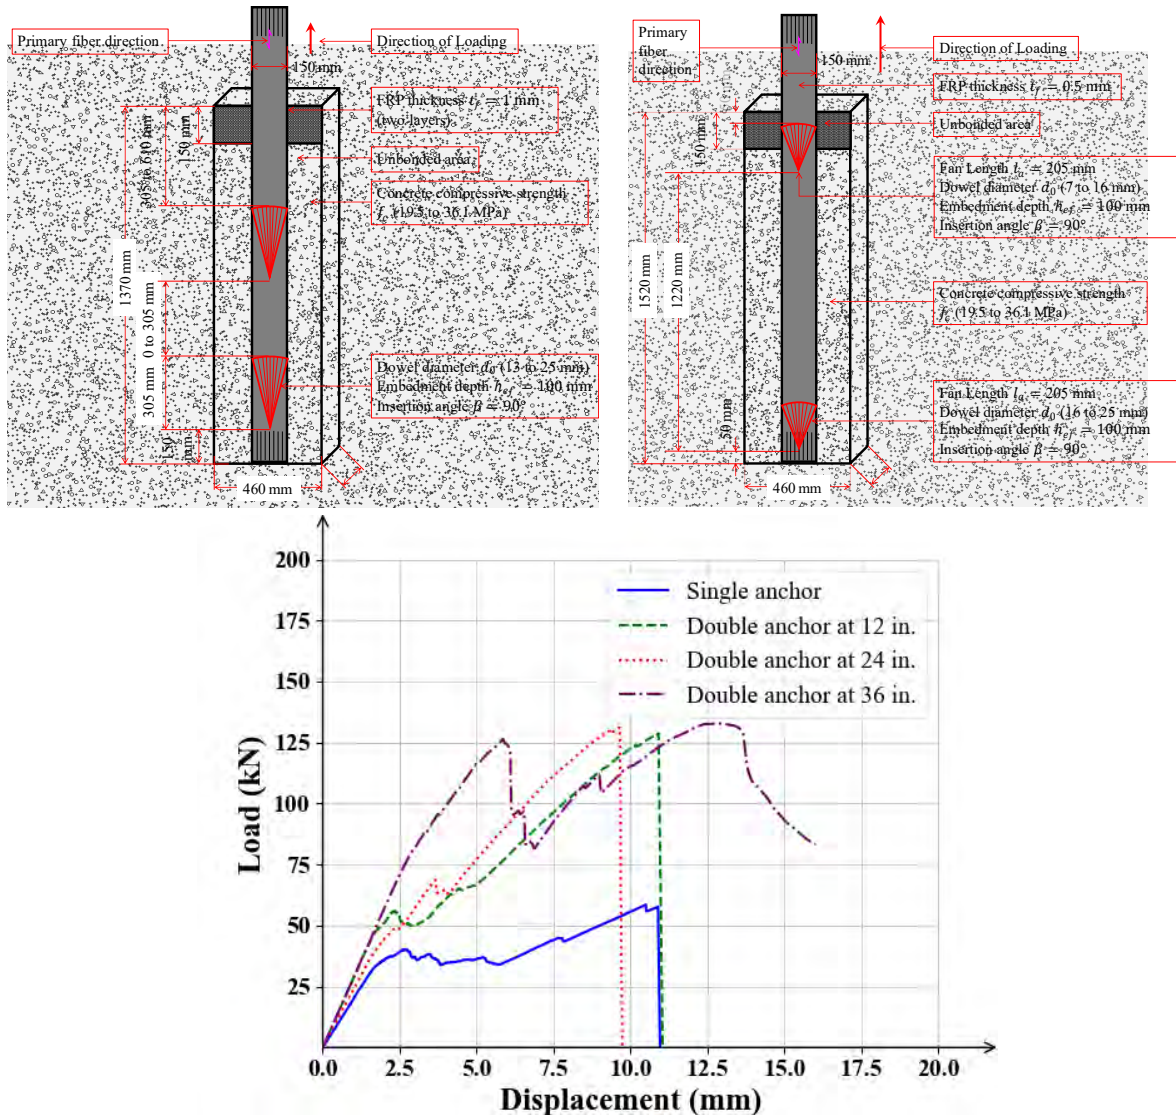 Primary fiber direction
Direction of Loading
150 mm
FRP thickness t_f = 1 mm
(two layers)
Unbonded area
Concrete compressive strength
f_c (19.5 to 36.1 MPa)
150 mm
305 to 610 mm
1370 mm
0 to 305 mm
305 mm
150
mm
Dowel diameter d_0 (13 to 25 mm)
Embedment depth h_ef = 100 mm
Insertion angle β = 90°
460 mm
Primary
fiber
direction
Direction of Loading
150 mm
FRP thickness t_f = 0.5 mm
Unbonded area
150 mm
Fan Length l_a = 205 mm
Dowel diameter d_0 (7 to 16 mm)
Embedment depth h_ef = 100 mm
Insertion angle β = 90°
1520 mm
1220 mm
Concrete compressive strength
f_c (19.5 to 36.1 MPa)
Fan Length l_a = 205 mm
Dowel diameter d_0 (16 to 25 mm)
Embedment depth h_ef = 100 mm
Insertion angle β = 90°
50 mm
460 mm
Single anchor
Double anchor at 12 in.
Double anchor at 24 in.
Double anchor at 36 in.
Load (kN)
200
175
150
125
100
75
50
25
0.0 2.5 5.0 7.5 10.0 12.5 15.0 17.5 20.0
Displacement (mm)